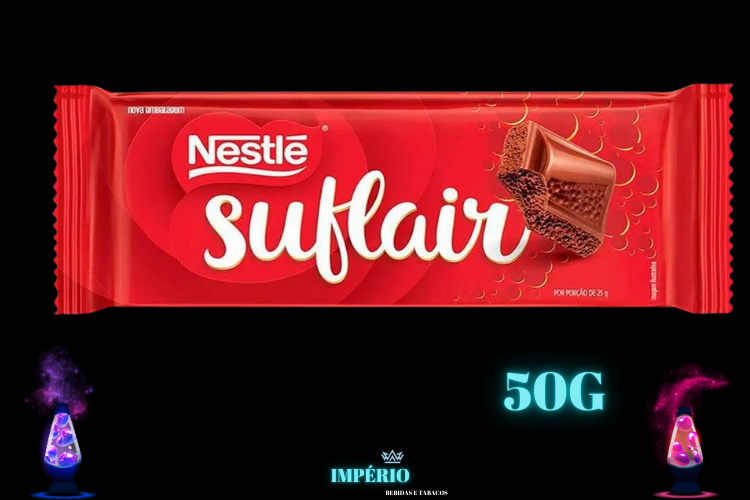 nova embalagem
Nestlé®
suflair
POR PORÇÃO DE 25 g
Imagem ilustrativa
50G
IMPÉRIO
BEBIDAS E TABACOS